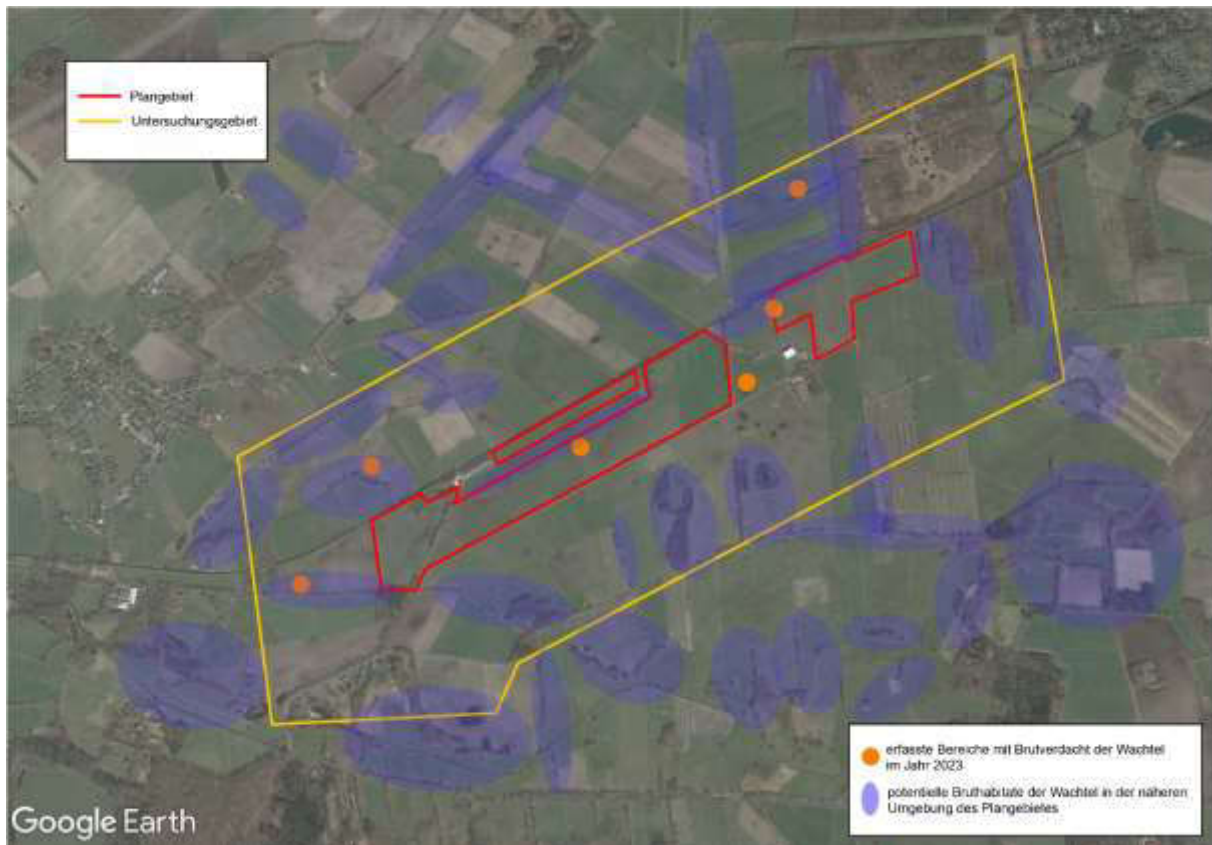 Plangebiet
Untersuchungsgebiet
erfasste Bereiche mit Brutverdacht der Wachtel
im Jahr 2023
potentielle Bruthabitate der Wachtel in der näheren
Umgebung des Plangebietes
Google Earth